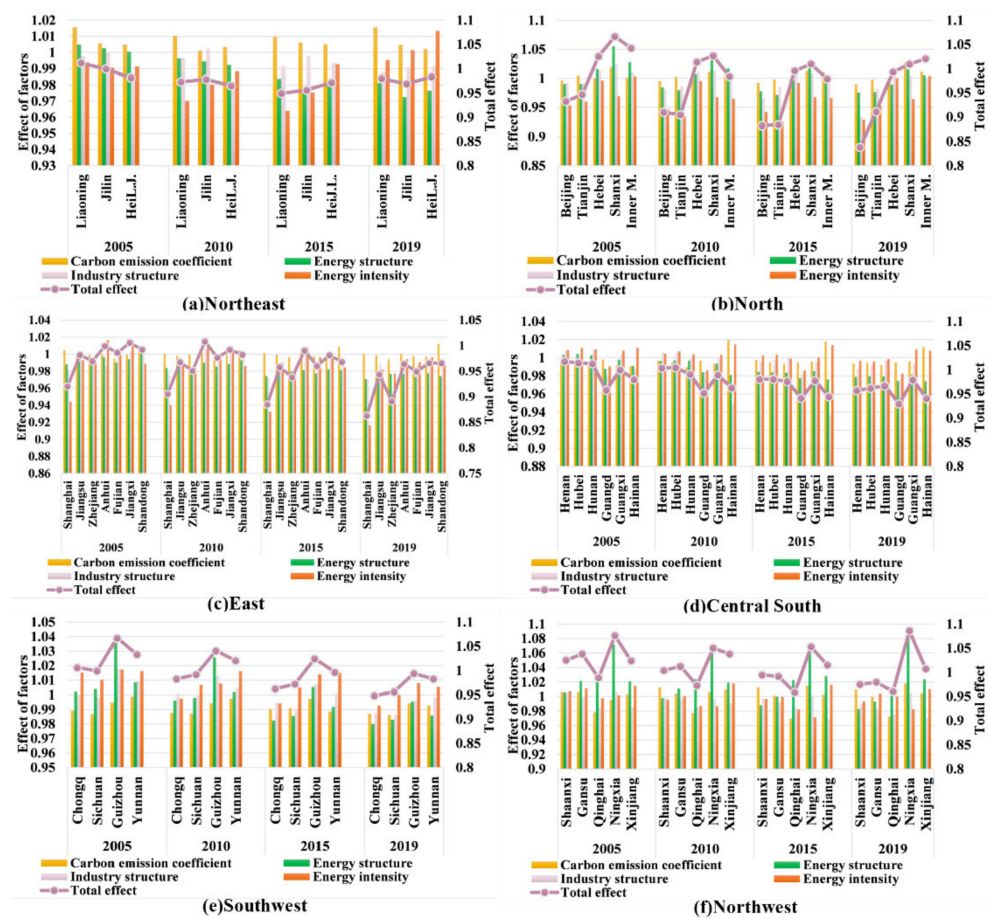 1.02
1.01
1
0.99
0.98
0.97
0.96
0.95
0.94
0.93
Effect of factors
1.1
1.05
1
0.95
0.9
0.85
0.8
Total effect
Liaoning Jilin HeiL.J. Liaoning Jilin HeiL.J. Liaoning Jilin HeiJ.L. Liaoning Jilin HeiL.J.
2005 2010 2015 2019
Carbon emission coefficient Energy structure
Industry structure Energy intensity
Total effect
(a)Northeast
1.1
1.05
1
0.95
0.9
0.85
Effect of factors
1.1
1.05
1
0.95
0.9
0.85
0.8
Total effect
Beijing Tianjin Hebei Shanxi Inner M. Beijing Tianjin Hebei Shanxi Inner M. Beijing Tianjin Hebei Shanxi Inner M. Beijing Tianjin Hebei Shanxi Inner M.
2005 2010 2015 2019
Carbon emission coefficient Energy structure
Industry structure Energy intensity
Total effect
(b)North
1.04
1.02
1
0.98
0.96
0.94
0.92
0.9
0.88
0.86
Effect of factors
1.05
1
0.95
0.9
0.85
0.8
0.75
Total effect
Shanghai Jiangsu Zhejiang Anhui Fujian Jiangxi Shandong Shanghai Jiangsu Zhejiang Anhui Fujian Jiangxi Shandong Shanghai Jiangsu Zhejiang Anhui Fujian Jiangxi Shandong Shanghai Jiangsu Zhejiang Anhui Fujian Jiangxi Shandong
2005 2010 2015 2019
Carbon emission coefficient Energy structure
Industry structure Energy intensity
Total effect
(c)East
1.04
1.02
1
0.98
0.96
0.94
0.92
0.9
0.88
Effect of factors
1.1
1.05
1
0.95
0.9
0.85
0.8
Total effect
Henan Hubei Hunan Guangd Guangxi Hainan Henan Hubei Hunan Guangd Guangxi Hainan Henan Hubei Hunan Guangd Guangxi Hainan Henan Hubei Hunan Guangd Guangxi Hainan
2005 2010 2015 2019
Carbon emission coefficient Energy structure
Industry structure Energy intensity
Total effect
(d)Central South
1.05
1.04
1.03
1.02
1.01
1
0.99
0.98
0.97
0.96
0.95
Effect of factors
1.1
1.05
1
0.95
0.9
0.85
0.8
Total effect
Chongq Sichuan Guizhou Yunnan Chongq Sichuan Guizhou Yunnan Chongq Sichuan Guizhou Yunnan Chongq Sichuan Guizhou Yunnan
2005 2010 2015 2019
Carbon emission coefficient Energy structure
Industry structure Energy intensity
Total effect
(e)Southwest
1.1
1.08
1.06
1.04
1.02
1
0.98
0.96
0.94
0.92
0.9
Effect of factors
1.1
1.05
1
0.95
0.9
0.85
0.8
Total effect
Shaanxi Gansu Qinghai Ningxia Xinjiang Shaanxi Gansu Qinghai Ningxia Xinjiang Shaanxi Gansu Qinghai Ningxia Xinjiang Shaanxi Gansu Qinghai Ningxia Xinjiang
2005 2010 2015 2019
Carbon emission coefficient Energy structure
Industry structure Energy intensity
Total effect
(f)Northwest